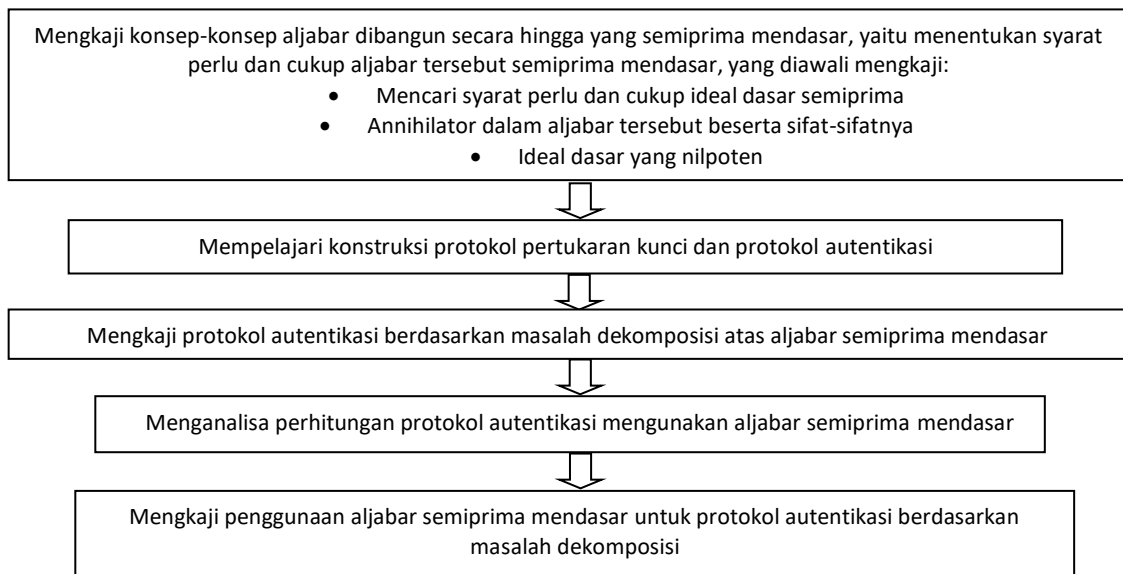 Mengkaji konsep-konsep aljabar dibangun secara hingga yang semiprima mendasar, yaitu menentukan syarat
perlu dan cukup aljabar tersebut semiprima mendasar, yang diawali mengkaji:
• Mencari syarat perlu dan cukup ideal dasar semiprima
• Annihilator dalam aljabar tersebut beserta sifat-sifatnya
• Ideal dasar yang nilpoten
Mempelajari konstruksi protokol pertukaran kunci dan protokol autentikasi
Mengkaji protokol autentikasi berdasarkan masalah dekomposisi atas aljabar semiprima mendasar
Menganalisa perhitungan protokol autentikasi mengunakan aljabar semiprima mendasar
Mengkaji penggunaan aljabar semiprima mendasar untuk protokol autentikasi berdasarkan
masalah dekomposisi